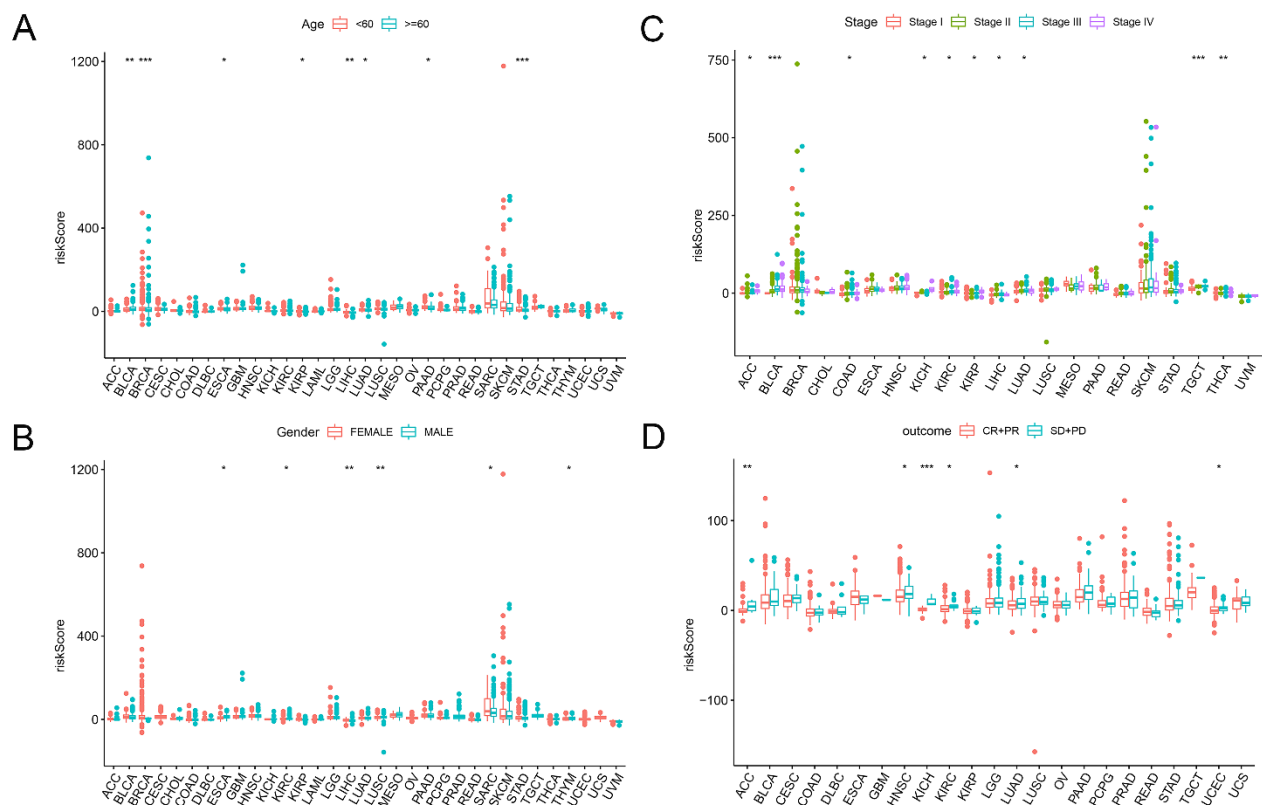 A
Age <60 >=60
1200
** *** * * ** * * ***
800
riskScore
400
0
ACC BLCA BRCA CESC CHOL COAD DLBC ESCA GBM HNSC KICH KIRC KIRP LAML LGG LIHC LUAD LUSC MESO OV PAAD PCPG PRAD READ SARC SKCM STAD TGCT THCA THYM UCEC UCS UVM
B
Gender FEMALE MALE
1200
* * ** ** * *
800
riskScore
400
0
ACC BLCA BRCA CESC CHOL COAD DLBC ESCA GBM HNSC KICH KIRC KIRP LAML LGG LIHC LUAD LUSC MESO OV PAAD PCPG PRAD READ SARC SKCM STAD TGCT THCA THYM UCEC UCS UVM
C
Stage Stage I Stage II Stage III Stage IV
750
* *** * * * * * * *** **
500
riskScore
250
0
ACC BLCA BRCA CHOL COAD ESCA HNSC KICH KIRC KIRP LIHC LUAD LUSC MESO PAAD READ SKCM STAD TGCT THCA UVM
D
outcome CR+PR SD+PD
** * *** * * *
100
riskScore
0
−100
ACC BLCA CESC COAD DLBC ESCA GBM HNSC KICH KIRC KIRP LGG LUAD LUSC OV PAAD PCPG PRAD READ STAD TGCT UCEC UCS